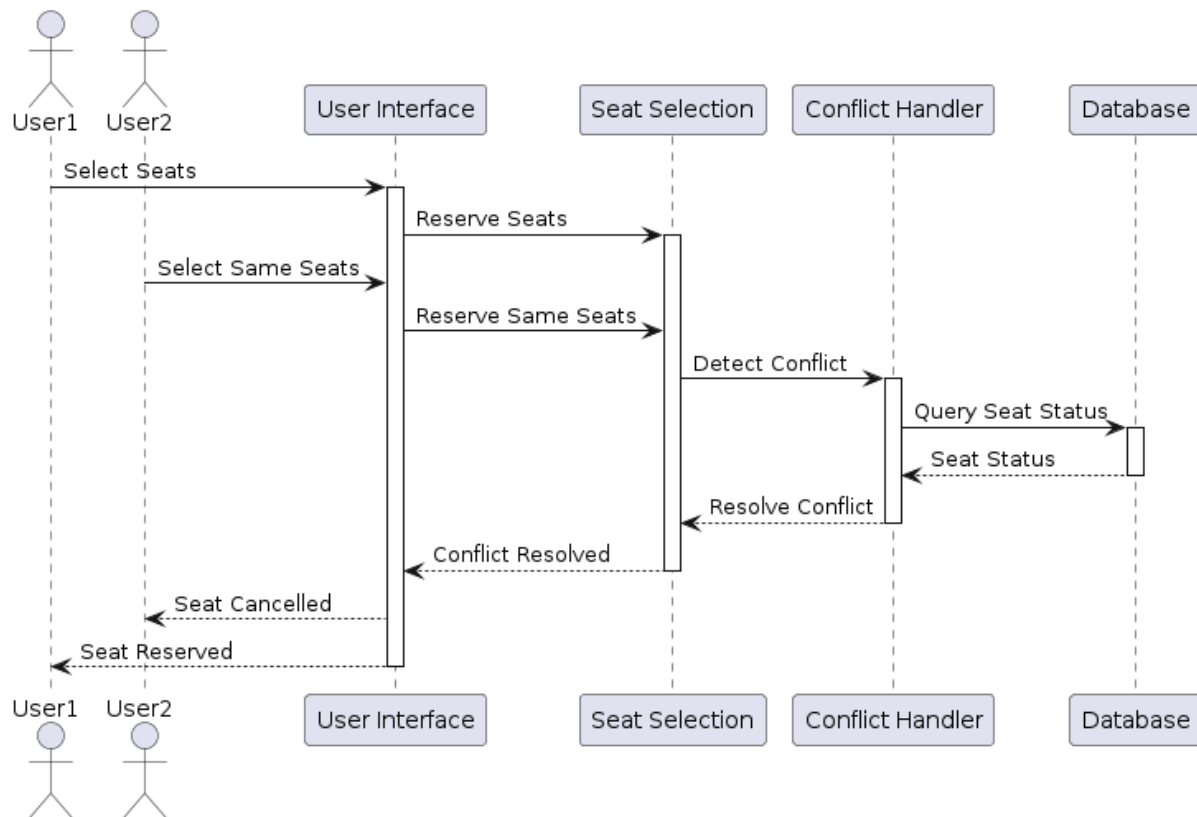 User1
User2
User Interface
Seat Selection
Conflict Handler
Database
Select Seats
Reserve Seats
Select Same Seats
Reserve Same Seats
Detect Conflict
Query Seat Status
Seat Status
Resolve Conflict
Conflict Resolved
Seat Cancelled
Seat Reserved
User1
User2
User Interface
Seat Selection
Conflict Handler
Database